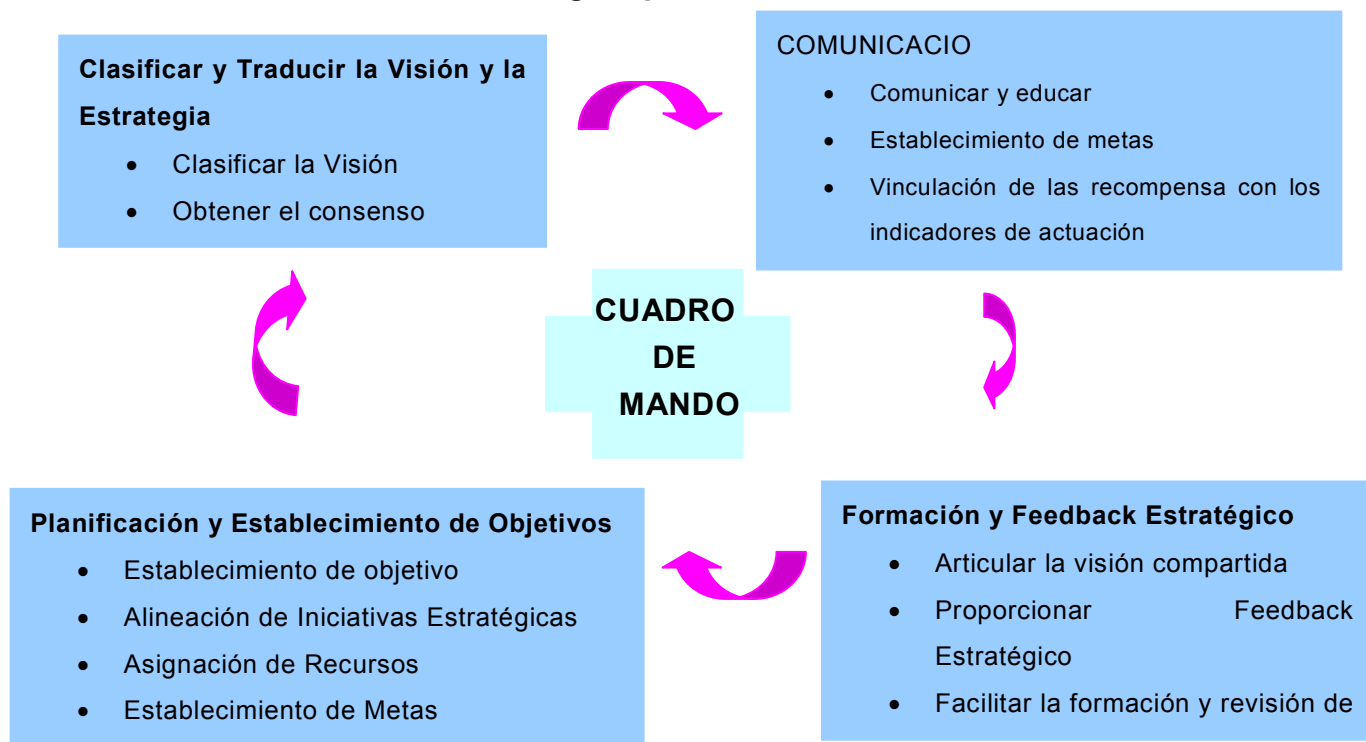 Clasificar y Traducir la Visión y la
Estrategia
• Clasificar la Visión
• Obtener el consenso
COMUNICACIO
• Comunicar y educar
• Establecimiento de metas
• Vinculación de las recompensa con los
indicadores de actuación
CUADRO
DE
MANDO
Planificación y Establecimiento de Objetivos
• Establecimiento de objetivo
• Alineación de Iniciativas Estratégicas
• Asignación de Recursos
• Establecimiento de Metas
Formación y Feedback Estratégico
• Articular la visión compartida
• Proporcionar Feedback
Estratégico
• Facilitar la formación y revisión de